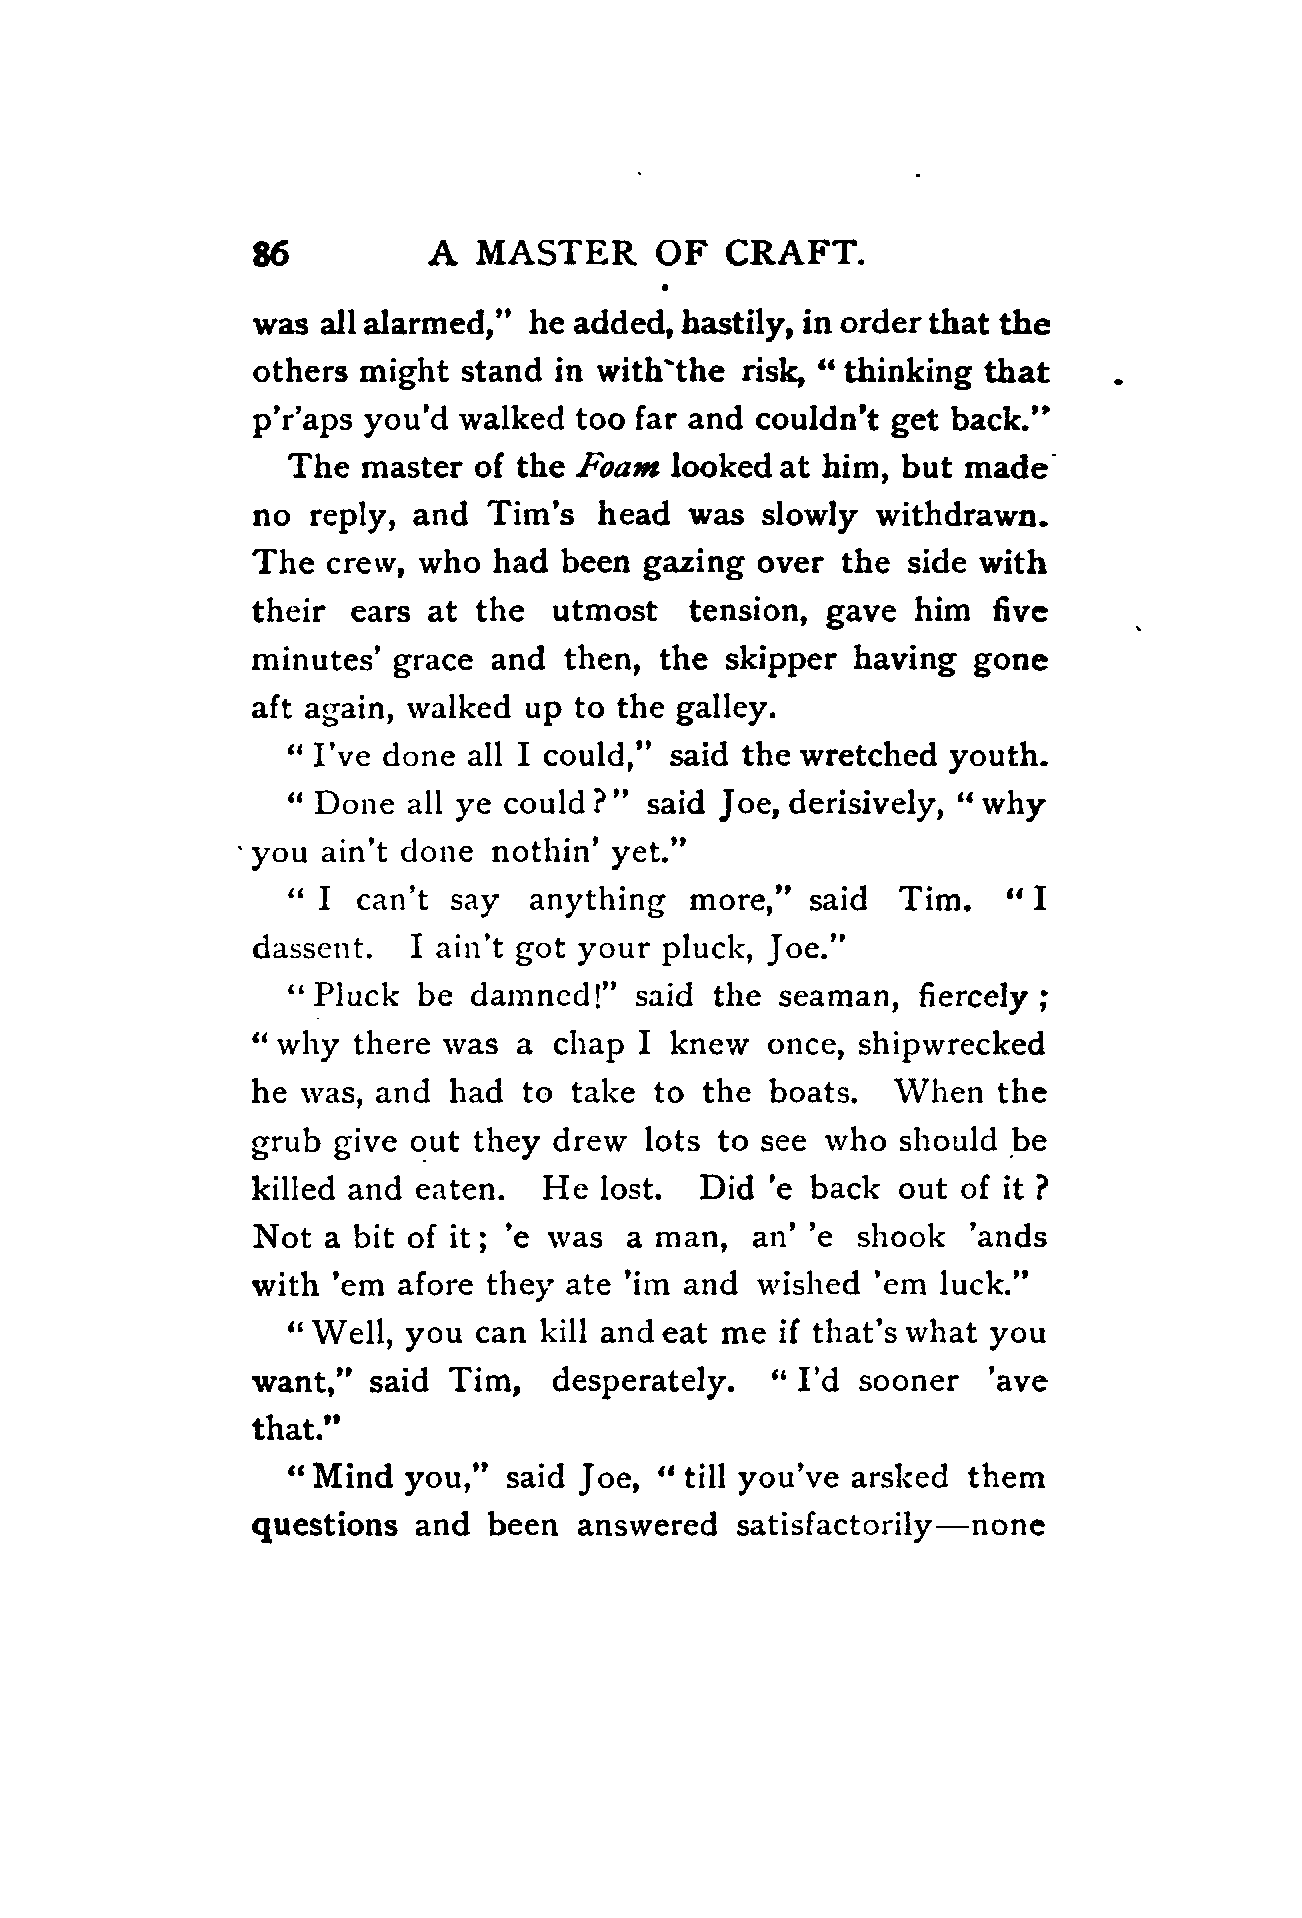 86 A MASTER OF CRAFT.
was all alarmed,” he added, hastily, in order that the
others might stand in with the risk, “ thinking that
p'r'aps you'd walked too far and couldn't get back.”
The master of the Foam looked at him, but made
no reply, and Tim's head was slowly withdrawn.
The crew, who had been gazing over the side with
their ears at the utmost tension, gave him five
minutes' grace and then, the skipper having gone
aft again, walked up to the galley.
“ I've done all I could,” said the wretched youth.
“ Done all ye could ? ” said Joe, derisively, “ why
you ain't done nothin' yet.”
“ I can't say anything more,” said Tim. “ I
dassent. I ain't got your pluck, Joe.”
“ Pluck be damned!” said the seaman, fiercely ;
“ why there was a chap I knew once, shipwrecked
he was, and had to take to the boats. When the
grub give out they drew lots to see who should be
killed and eaten. He lost. Did 'e back out of it ?
Not a bit of it ; 'e was a man, an' 'e shook 'ands
with 'em afore they ate 'im and wished 'em luck.”
“ Well, you can kill and eat me if that's what you
want,” said Tim, desperately. “ I'd sooner 'ave
that.”
“ Mind you,” said Joe, “ till you've arsked them
questions and been answered satisfactorily—none